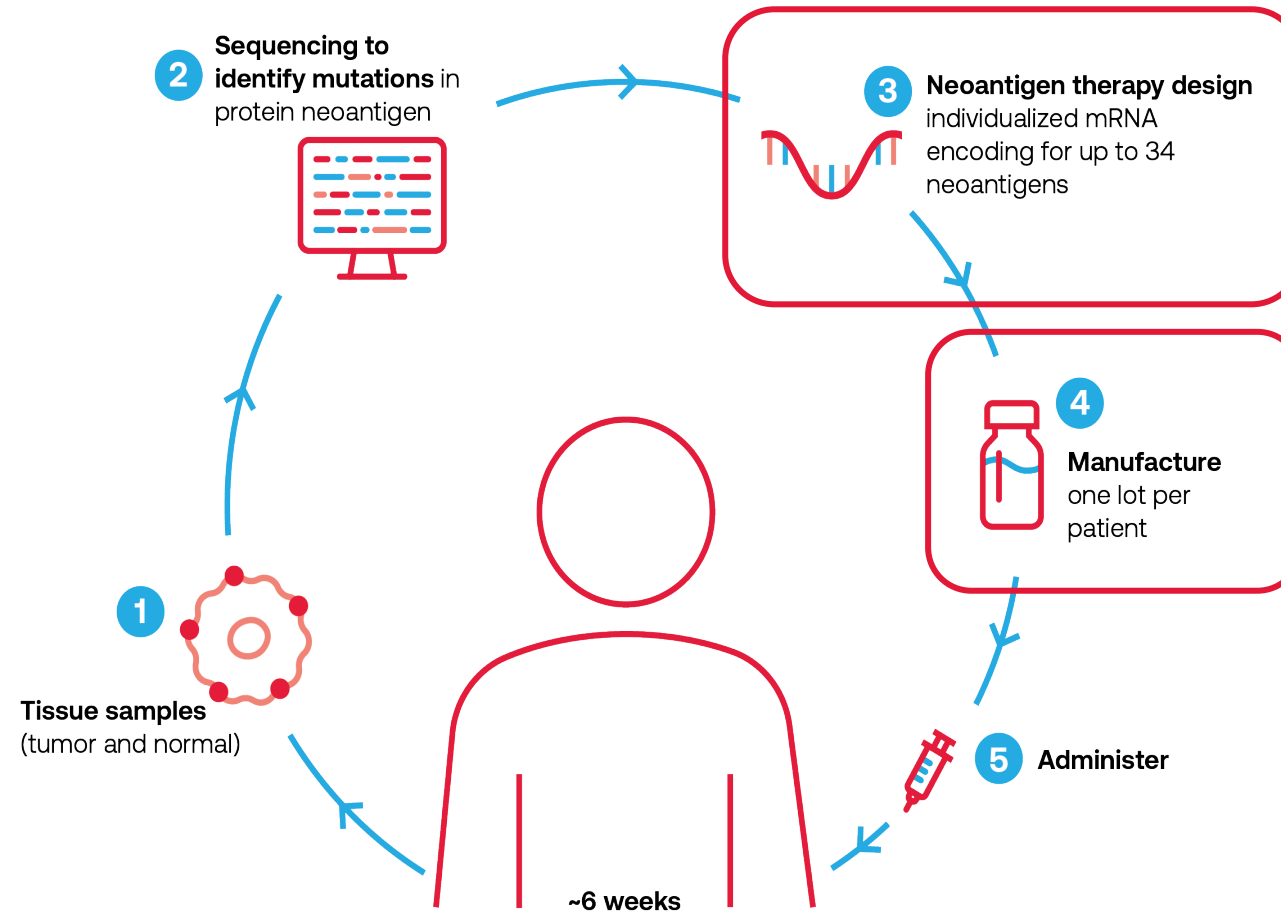 2
Sequencing to
identify mutations in
protein neoantigen
3
Neoantigen therapy design
individualized mRNA
encoding for up to 34
neoantigens
4
Manufacture
one lot per
patient
1
Tissue samples
(tumor and normal)
5
Administer
~6 weeks